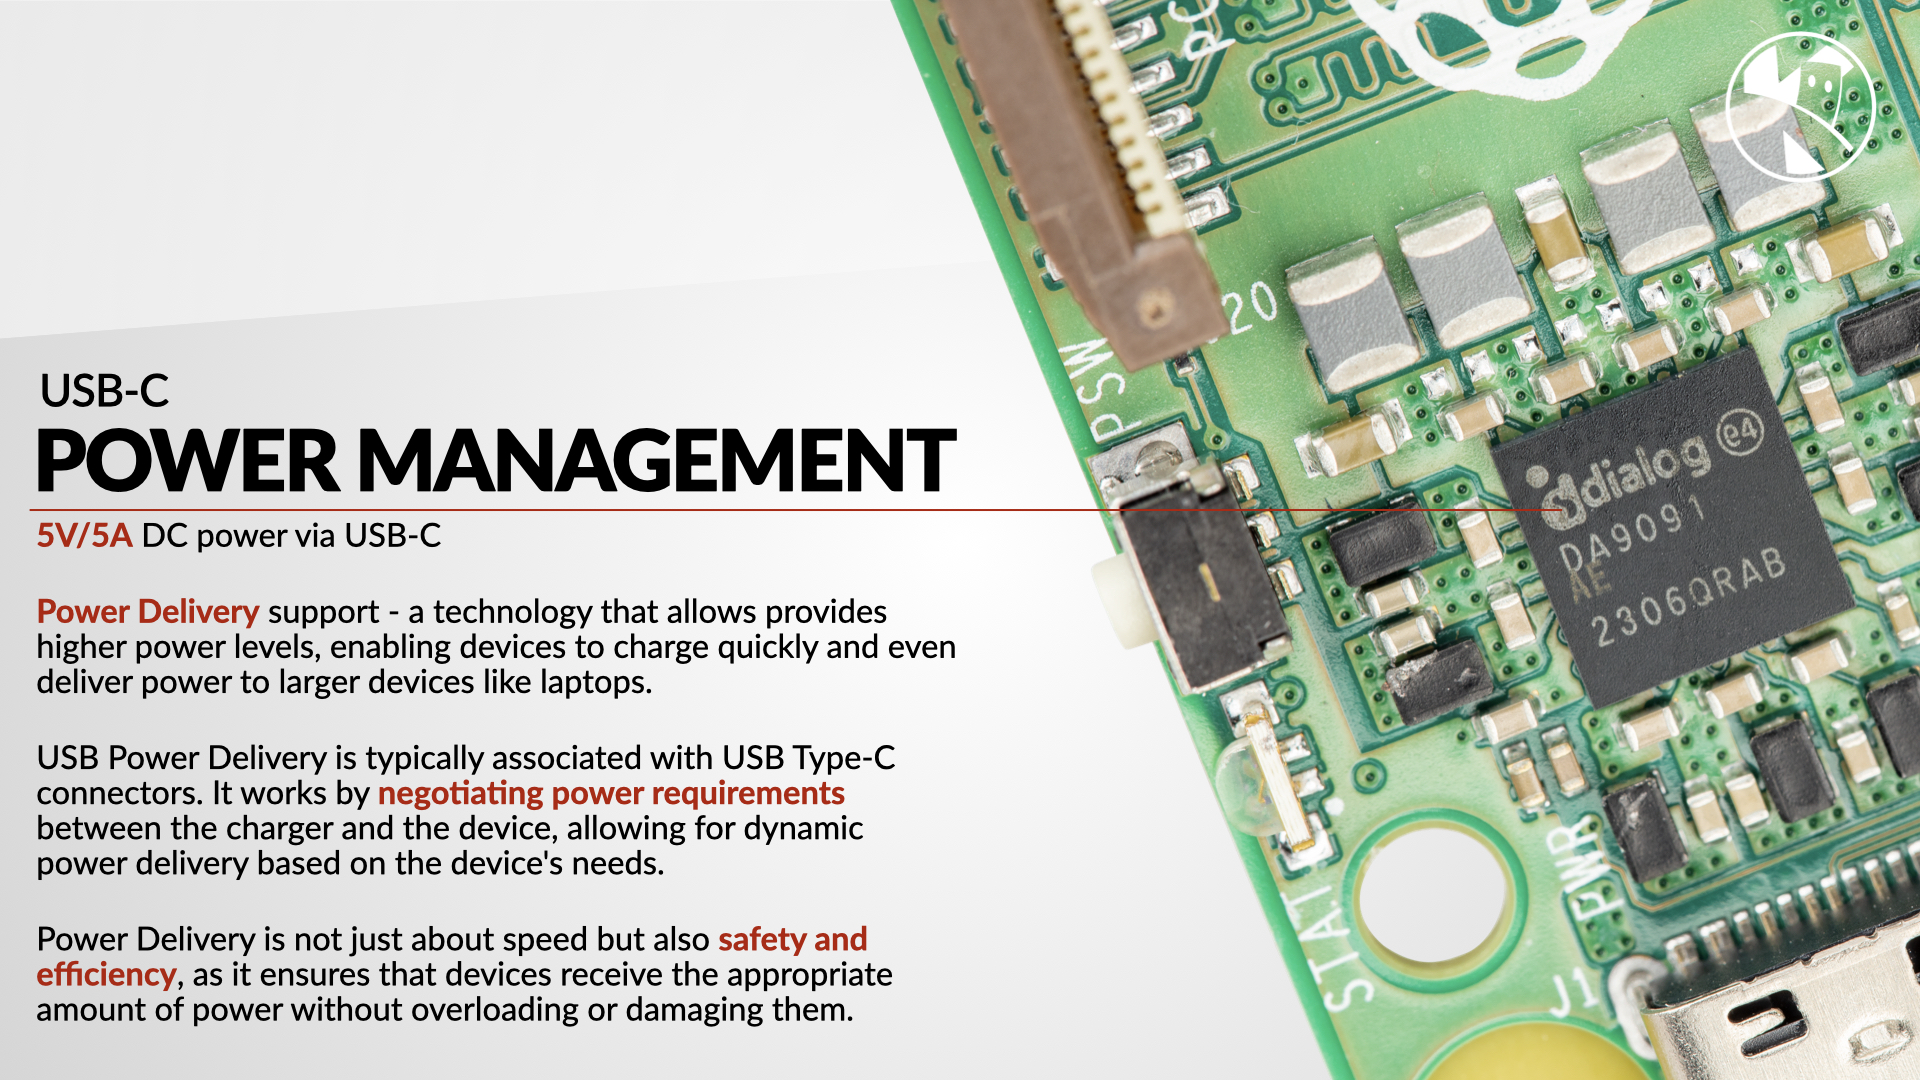 USB-C
POWER MANAGEMENT
5V/5A DC power via USB-C
Power Delivery support - a technology that allows provides
higher power levels, enabling devices to charge quickly and even
deliver power to larger devices like laptops.
USB Power Delivery is typically associated with USB Type-C
connectors. It works by negotiating power requirements
between the charger and the device, allowing for dynamic
power delivery based on the device's needs.
Power Delivery is not just about speed but also safety and
efficiency, as it ensures that devices receive the appropriate
amount of power without overloading or damaging them.
PC
20
PSW
dialog e4
DA9091
AE
2306QRAB
PWR
STAT
J1